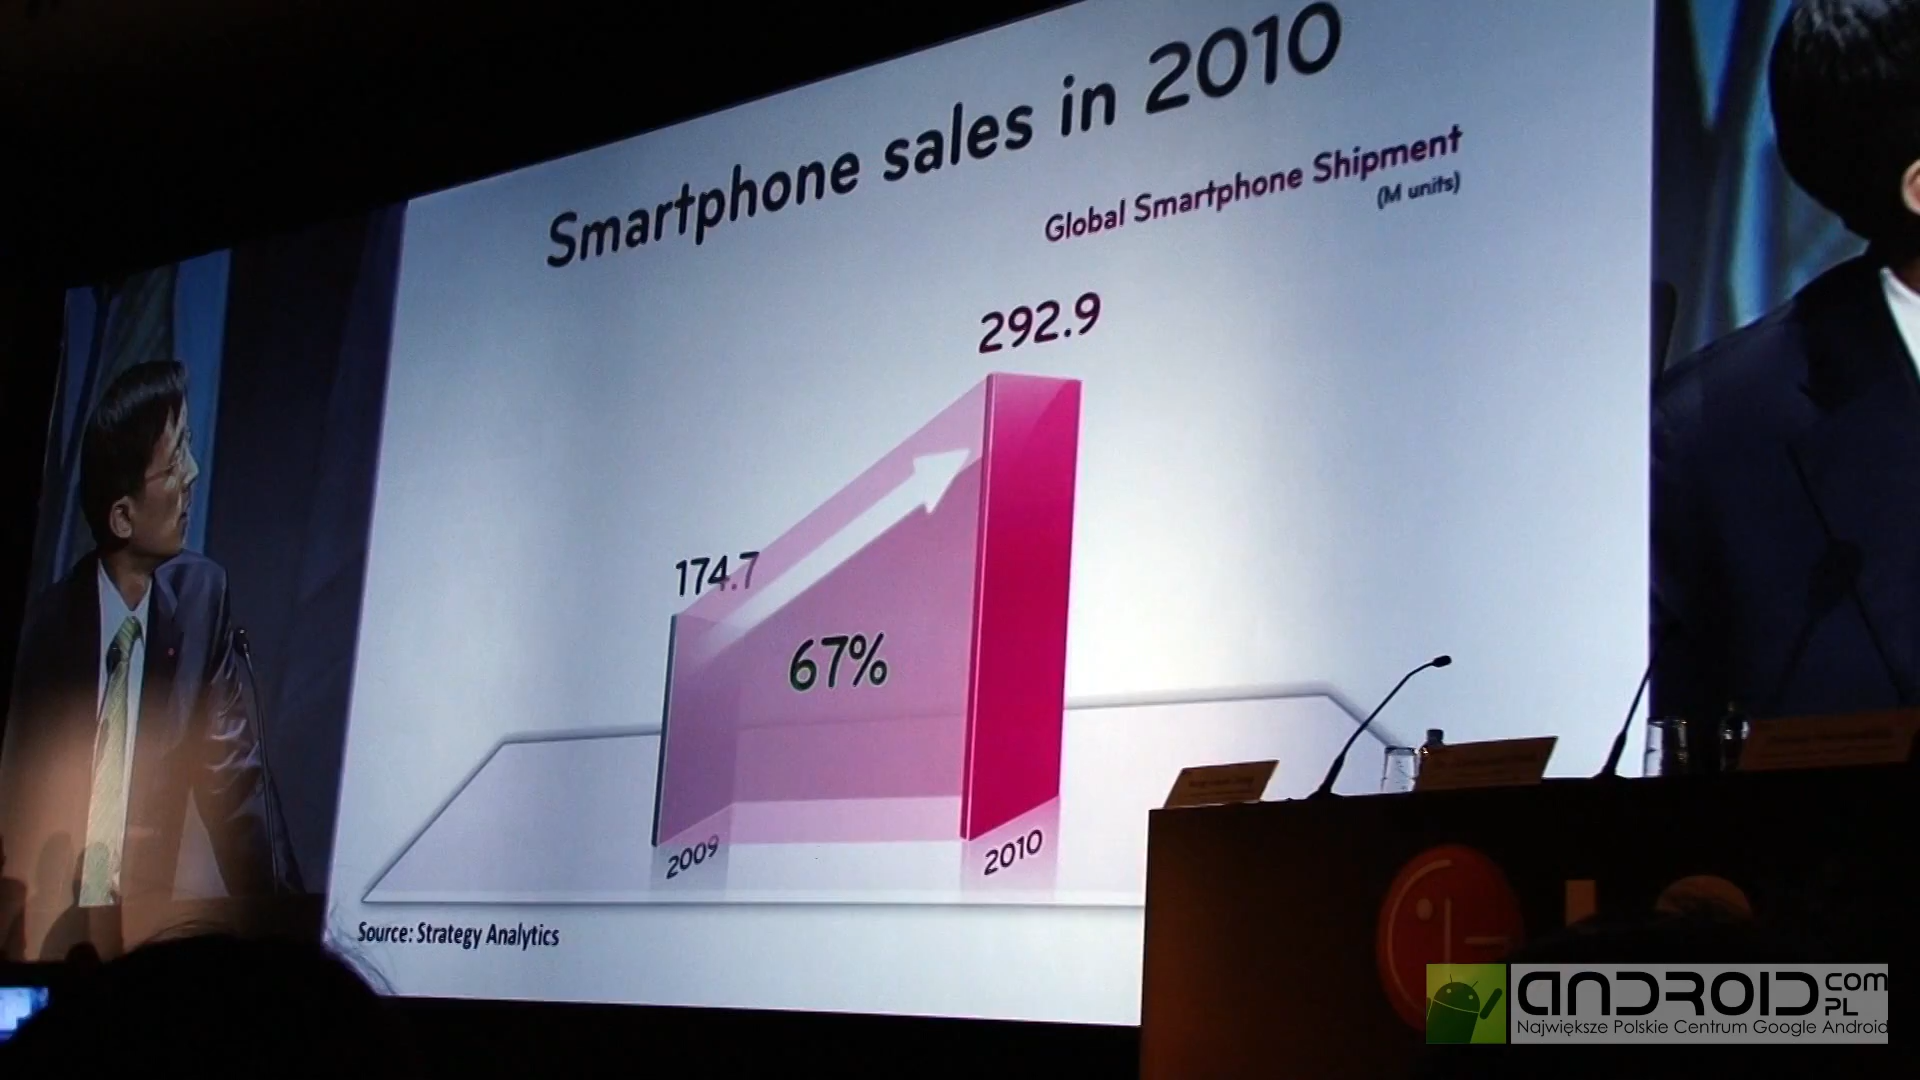 Smartphone sales in 2010
Global Smartphone Shipment
(M units)
292.9
174.7
67%
2009
2010
Source: Strategy Analytics
LG
ANDROID.COM.PL
Największe Polskie Centrum Google Android